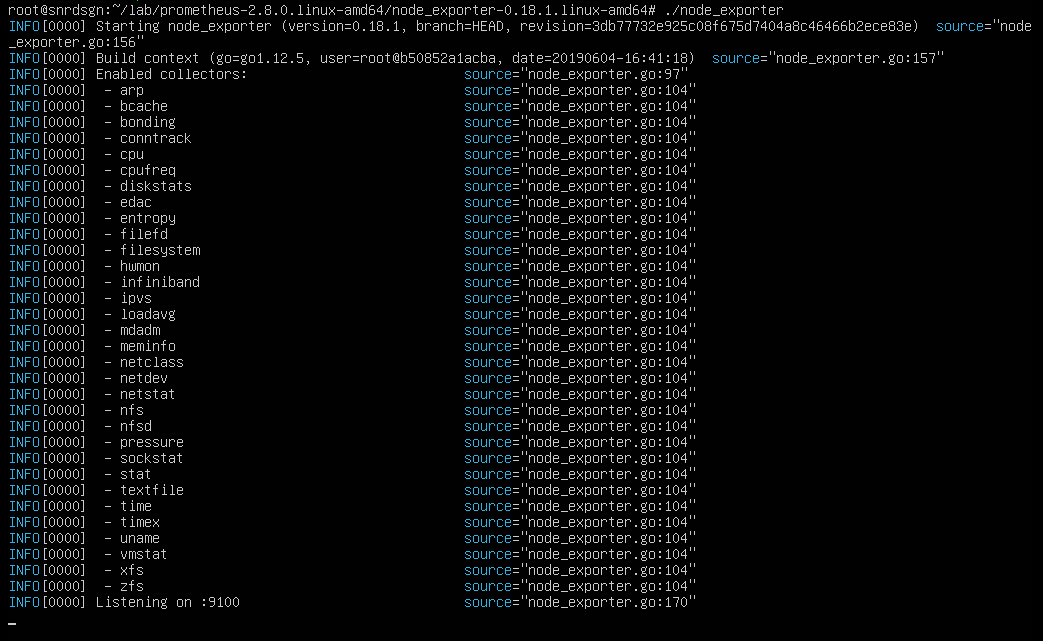 root@snrdsgn:~/lab/prometheus-2.8.0.linux-amd64/node_exporter-0.18.1.linux-amd64# ./node_exporter
INFO[0000] Starting node_exporter (version=0.18.1, branch=HEAD, revision=3db77732e925c08f675d7404a8c46466b2ece83e)  source="node
_exporter.go:156"
INFO[0000] Build context (go=go1.12.5, user=root@b50852a1acba, date=20190604-16:41:18)  source="node_exporter.go:157"
INFO[0000] Enabled collectors:                           source="node_exporter.go:97"
INFO[0000]  - arp                                        source="node_exporter.go:104"
INFO[0000]  - bcache                                     source="node_exporter.go:104"
INFO[0000]  - bonding                                    source="node_exporter.go:104"
INFO[0000]  - conntrack                                  source="node_exporter.go:104"
INFO[0000]  - cpu                                        source="node_exporter.go:104"
INFO[0000]  - cpufreq                                    source="node_exporter.go:104"
INFO[0000]  - diskstats                                  source="node_exporter.go:104"
INFO[0000]  - edac                                       source="node_exporter.go:104"
INFO[0000]  - entropy                                    source="node_exporter.go:104"
INFO[0000]  - filefd                                     source="node_exporter.go:104"
INFO[0000]  - filesystem                                 source="node_exporter.go:104"
INFO[0000]  - hwmon                                      source="node_exporter.go:104"
INFO[0000]  - infiniband                                 source="node_exporter.go:104"
INFO[0000]  - ipvs                                       source="node_exporter.go:104"
INFO[0000]  - loadavg                                    source="node_exporter.go:104"
INFO[0000]  - mdadm                                      source="node_exporter.go:104"
INFO[0000]  - meminfo                                    source="node_exporter.go:104"
INFO[0000]  - netclass                                   source="node_exporter.go:104"
INFO[0000]  - netdev                                     source="node_exporter.go:104"
INFO[0000]  - netstat                                    source="node_exporter.go:104"
INFO[0000]  - nfs                                        source="node_exporter.go:104"
INFO[0000]  - nfsd                                       source="node_exporter.go:104"
INFO[0000]  - pressure                                   source="node_exporter.go:104"
INFO[0000]  - sockstat                                   source="node_exporter.go:104"
INFO[0000]  - stat                                       source="node_exporter.go:104"
INFO[0000]  - textfile                                   source="node_exporter.go:104"
INFO[0000]  - time                                       source="node_exporter.go:104"
INFO[0000]  - timex                                      source="node_exporter.go:104"
INFO[0000]  - uname                                      source="node_exporter.go:104"
INFO[0000]  - vmstat                                     source="node_exporter.go:104"
INFO[0000]  - xfs                                        source="node_exporter.go:104"
INFO[0000]  - zfs                                        source="node_exporter.go:104"
INFO[0000] Listening on :9100                            source="node_exporter.go:170"